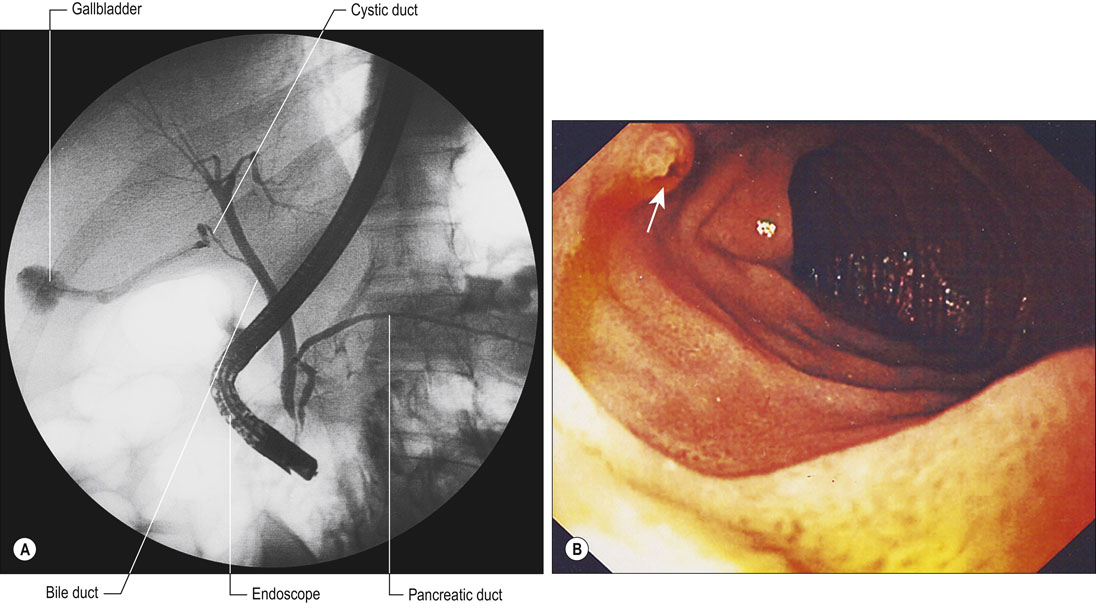 Gallbladder
Cystic duct
A
B
Bile duct
Endoscope
Pancreatic duct